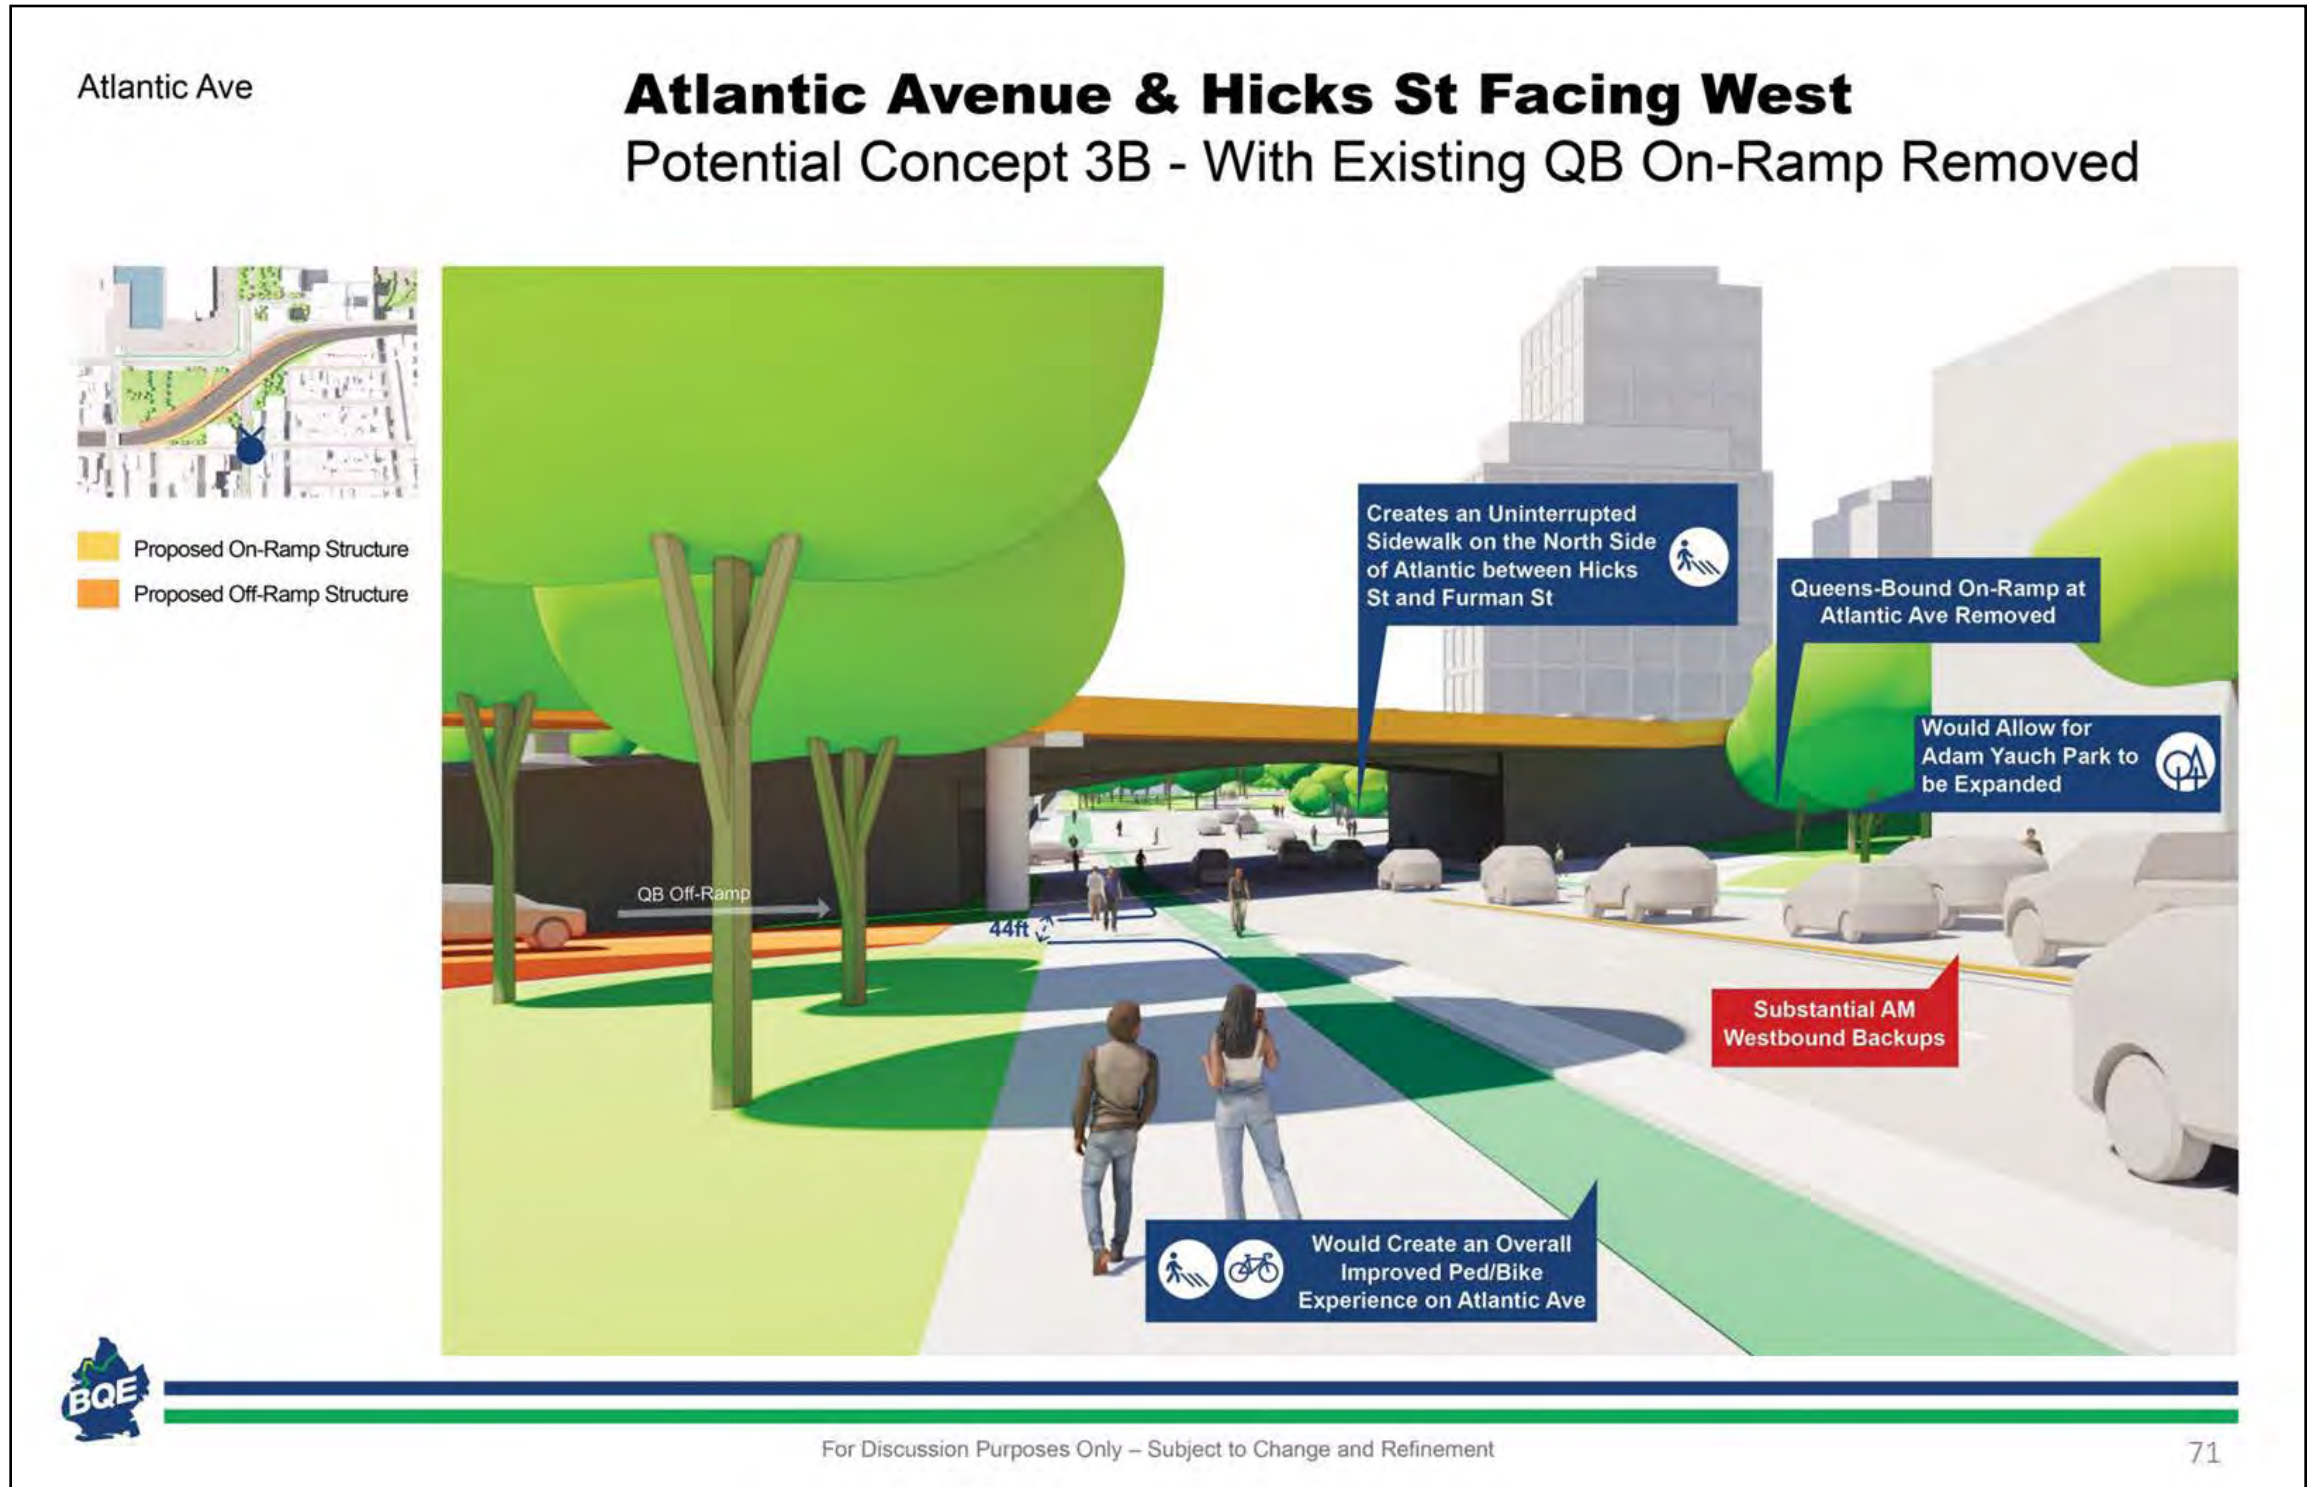 Atlantic Ave
Atlantic Avenue & Hicks St Facing West
Potential Concept 3B - With Existing QB On-Ramp Removed
Proposed On-Ramp Structure
Proposed Off-Ramp Structure
Creates an Uninterrupted
Sidewalk on the North Side
of Atlantic between Hicks
St and Furman St
Queens-Bound On-Ramp at
Atlantic Ave Removed
Would Allow for
Adam Yauch Park to
be Expanded
QB Off-Ramp
44ft
Substantial AM
Westbound Backups
Would Create an Overall
Improved Ped/Bike
Experience on Atlantic Ave
BQE
For Discussion Purposes Only – Subject to Change and Refinement
71